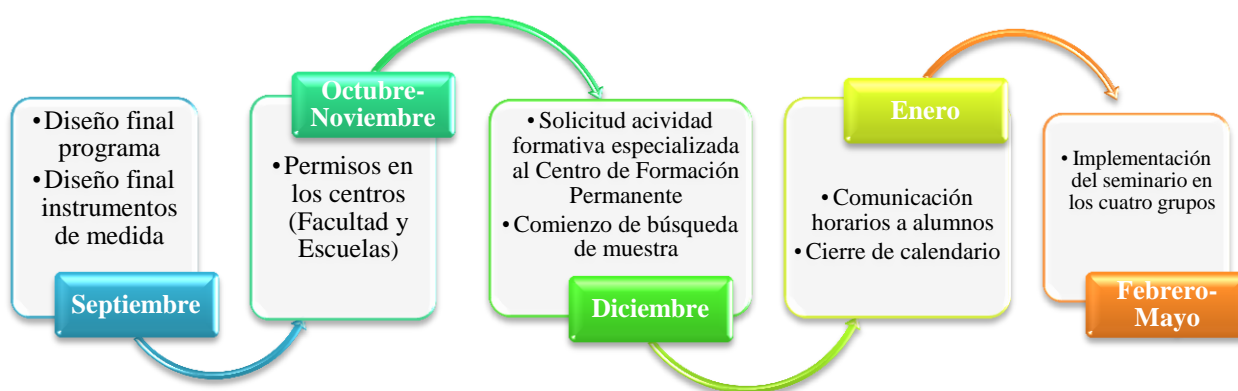 • Diseño final
programa
• Diseño final
instrumentos
de medida
Septiembre
Octubre-
Noviembre
• Permisos en
los centros
(Facultad y
Escuelas)
• Solicitud acividad
formativa especializada
al Centro de Formación
Permanente
• Comienzo de búsqueda
de muestra
Diciembre
Enero
• Comunicación
horarios a alumnos
• Cierre de calendario
• Implementación
del seminario en
los cuatro grupos
Febrero-
Mayo